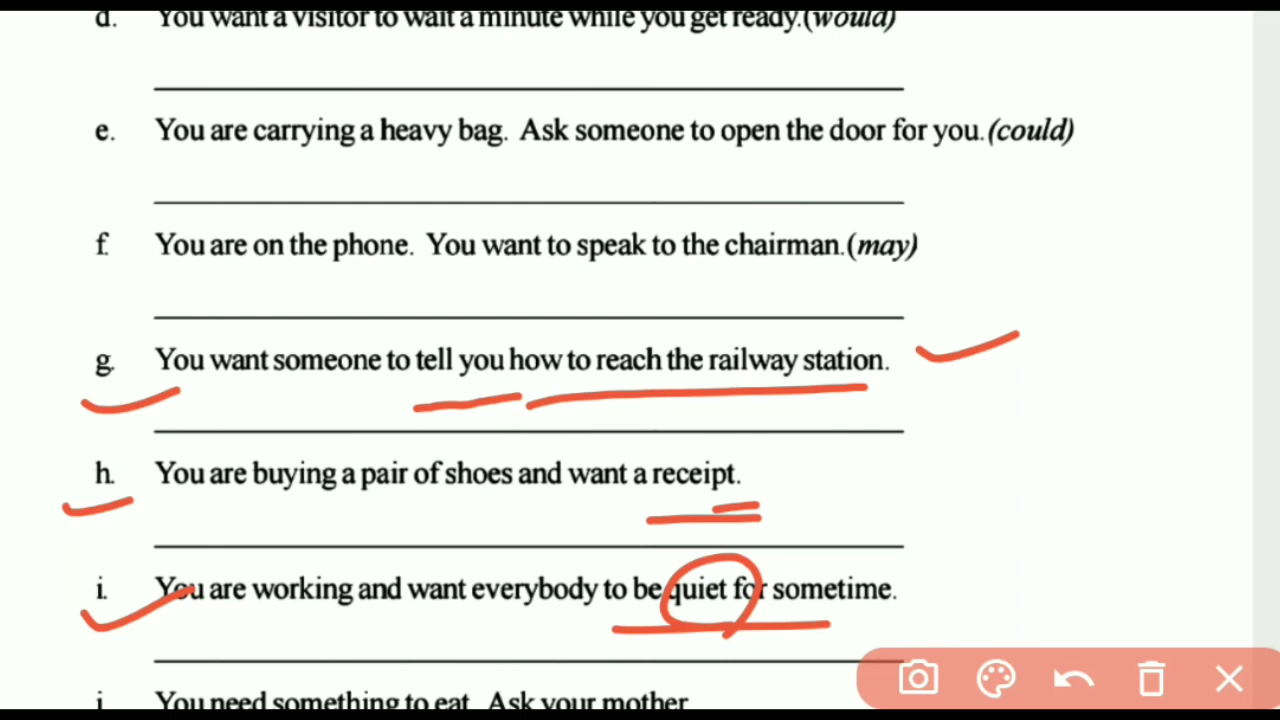 d. You want a visitor to wait a minute while you get ready.(would)
e. You are carrying a heavy bag. Ask someone to open the door for you.(could)
f. You are on the phone. You want to speak to the chairman.(may)
g. You want someone to tell you how to reach the railway station.
h. You are buying a pair of shoes and want a receipt.
i. You are working and want everybody to be quiet for sometime.
j. You need something to eat. Ask your mother